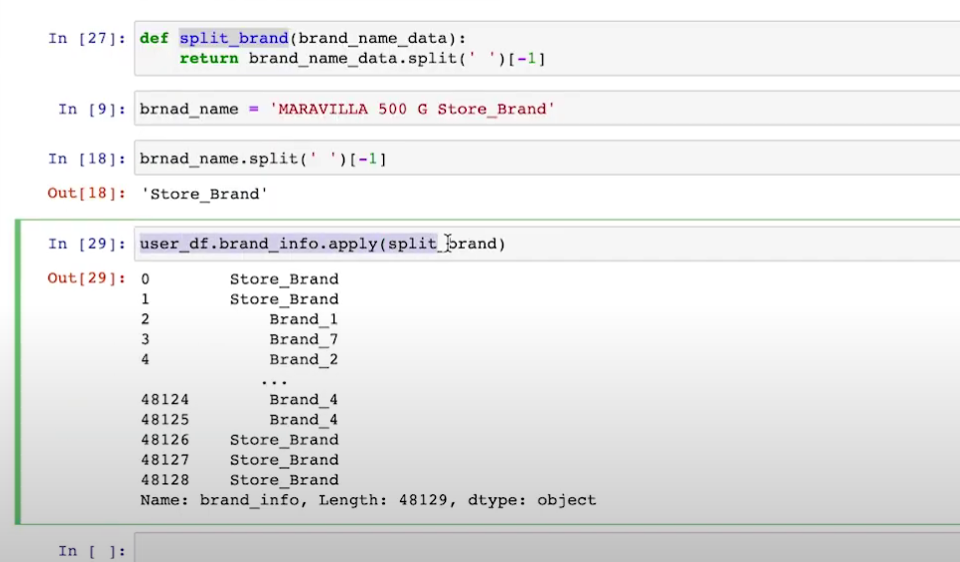 In [27]: def split_brand(brand_name_data):
return brand_name_data.split(' ')[-1]
In [9]: brnad_name = 'MARAVILLA 500 G Store_Brand'
In [18]: brnad_name.split(' ')[-1]
Out[18]: 'Store_Brand'
In [29]: user_df.brand_info.apply(split_brand)
Out[29]: 0 Store_Brand
1 Store_Brand
2 Brand_1
3 Brand_7
4 Brand_2
...
48124 Brand_4
48125 Brand_4
48126 Store_Brand
48127 Store_Brand
48128 Store_Brand
Name: brand_info, Length: 48129, dtype: object
In [ ]: